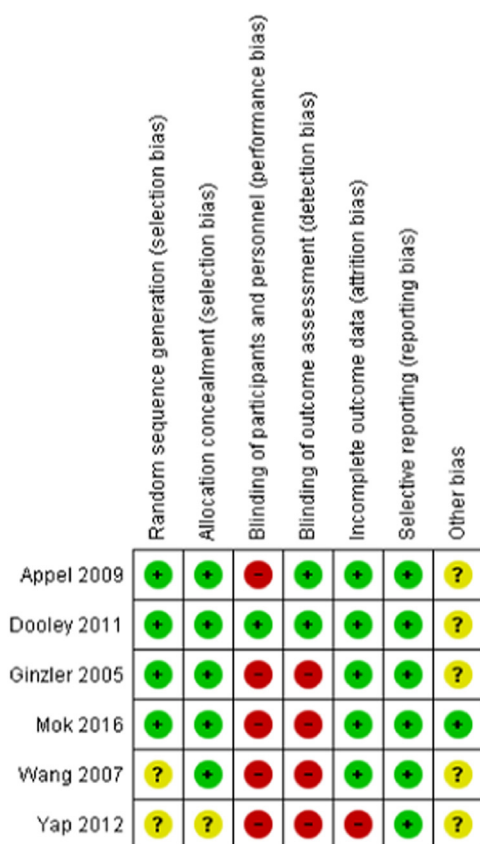 Random sequence generation (selection bias)
Allocation concealment (selection bias)
Blinding of participants and personnel (performance bias)
Blinding of outcome assessment (detection bias)
Incomplete outcome data (attrition bias)
Selective reporting (reporting bias)
Other bias
Appel 2009 + + - + + + ?
Dooley 2011 + + + + + + ?
Ginzler 2005 + + - - + + ?
Mok 2016 + + - - + + +
Wang 2007 ? + - - + + ?
Yap 2012 ? ? - - - + ?